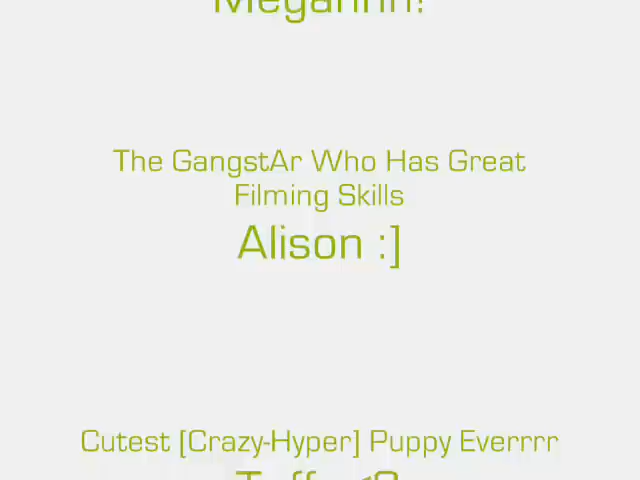 The GangstAr Who Has Great
Filming Skills
Alison :]
Cutest [Crazy-Hyper] Puppy Everrrr